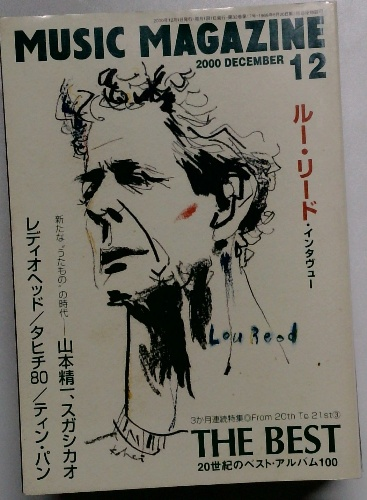 MUSIC MAGAZINE
2000 DECEMBER 12
ルー・リード・インタヴュー
新たな“うたもの”の時代——山本精一、スガシカオ
レディオヘッド/タヒチ80/ティン・パン
Lou Reed
3か月連続特集◎From 20th To 21st③
THE BEST
20世紀のベスト・アルバム100